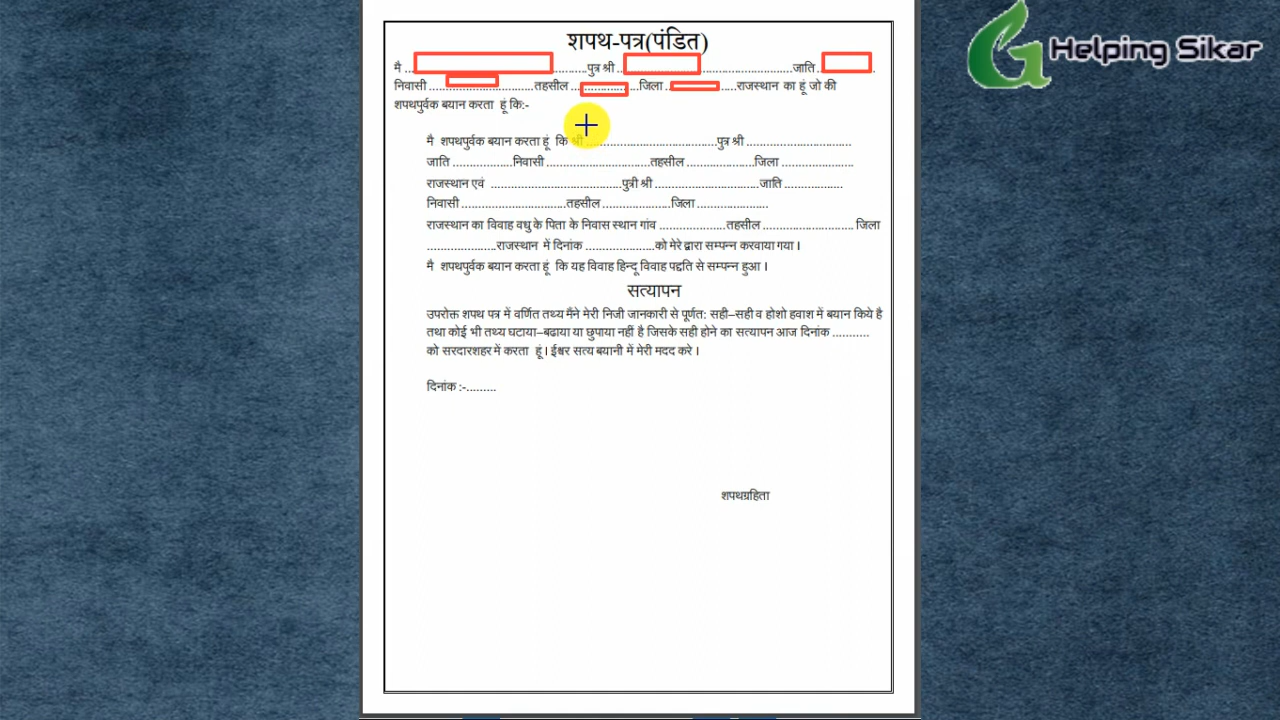 Helping Sikar
शपथ-पत्र(पंडित)
मै ...............पुत्र श्री .................................जाति ...............
निवासी ...........................तहसील ..................जिला ..................राजस्थान का हूं जो की
शपथपुर्वक बयान करता हूं कि:-
मै शपथपुर्वक बयान करता हूं कि श्री .......................................पुत्र श्री ................................
जाति ..................निवासी ...............................तहसील ....................जिला ......................
राजस्थान एवं .......................................पुत्री श्री ...............................जाति ..................
निवासी ................................तहसील .....................जिला ......................
राजस्थान का विवाह वधु के पिता के निवास स्थान गांव ....................तहसील ........................... जिला
.....................राजस्थान में दिनांक .....................को मेरे द्वारा सम्पन्न करवाया गया ।
मै शपथपुर्वक बयान करता हूं कि यह विवाह हिन्दू विवाह पद्दति से सम्पन्न हुआ ।
सत्यापन
उपरोक्त शपथ पत्र में वर्णित तथ्य मैंने मेरी निजी जानकारी से पूर्णत: सही–सही व होशो हवाश में बयान किये है
तथा कोई भी तथ्य घटाया–बढाया या छुपाया नहीं है जिसके सही होने का सत्यापन आज दिनांक ...........
को सरदारशहर में करता हूं । ईश्वर सत्य बयानी में मेरी मदद करे ।
दिनांक :-.........
शपथग्रहिता